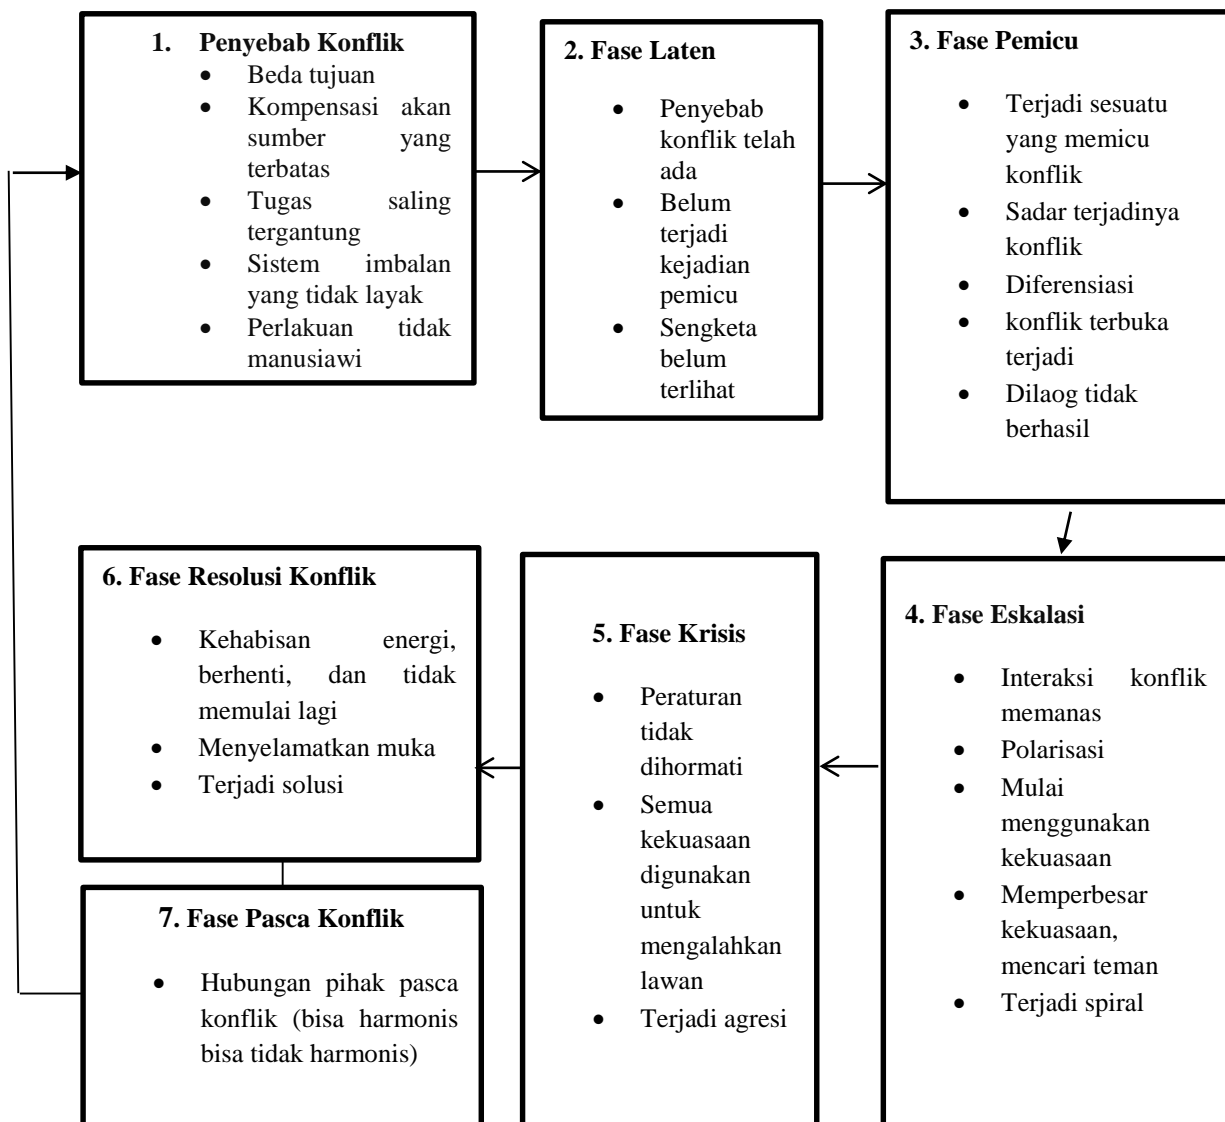 1. Penyebab Konflik
• Beda tujuan
• Kompensasi akan
sumber yang
terbatas
• Tugas saling
tergantung
• Sistem imbalan
yang tidak layak
• Perlakuan tidak
manusiawi
2. Fase Laten
• Penyebab
konflik telah
ada
• Belum
terjadi
kejadian
pemicu
• Sengketa
belum
terlihat
3. Fase Pemicu
• Terjadi sesuatu
yang memicu
konflik
• Sadar terjadinya
konflik
• Diferensiasi
• konflik terbuka
terjadi
• Dilaog tidak
berhasil
4. Fase Eskalasi
• Interaksi konflik
memanas
• Polarisasi
• Mulai
menggunakan
kekuasaan
• Memperbesar
kekuasaan,
mencari teman
• Terjadi spiral
5. Fase Krisis
• Peraturan
tidak
dihormati
• Semua
kekuasaan
digunakan
untuk
mengalahkan
lawan
• Terjadi agresi
6. Fase Resolusi Konflik
• Kehabisan energi,
berhenti, dan tidak
memulai lagi
• Menyelamatkan muka
• Terjadi solusi
7. Fase Pasca Konflik
• Hubungan pihak pasca
konflik (bisa harmonis
bisa tidak harmonis)